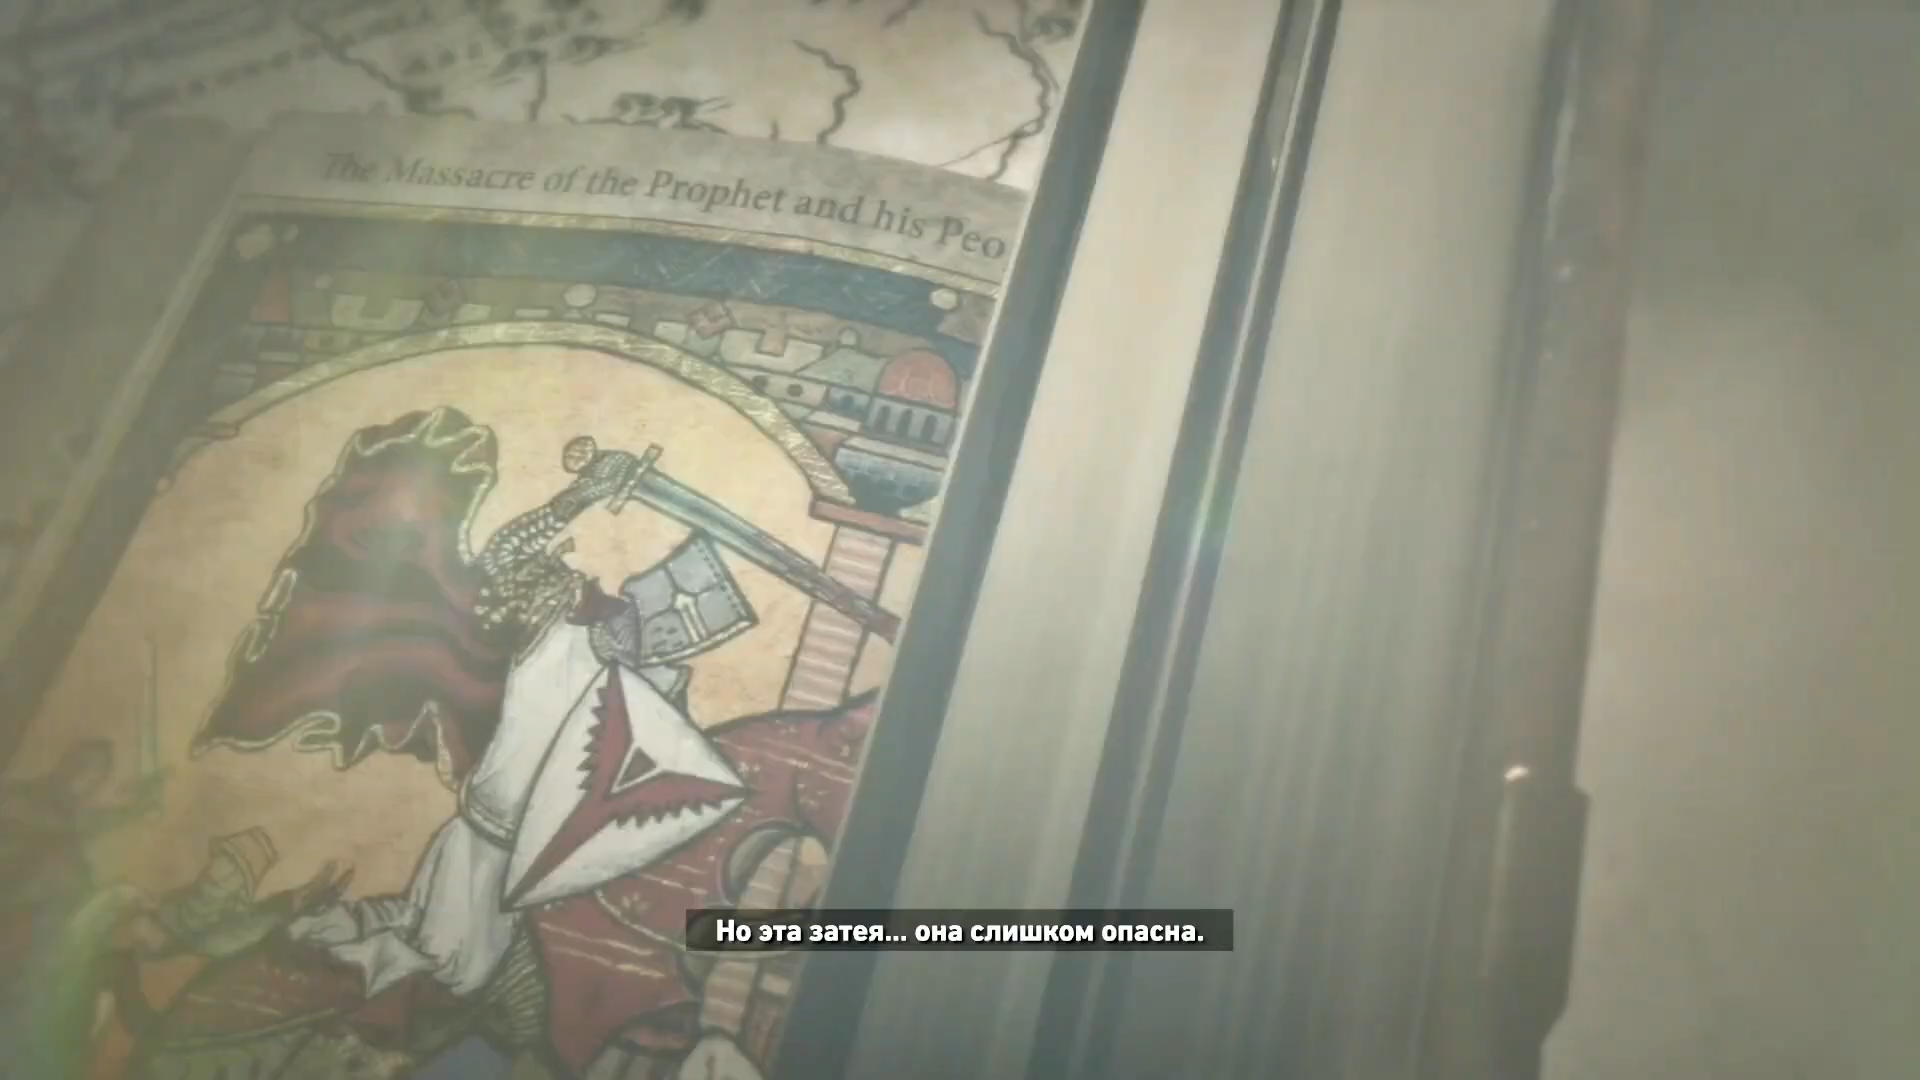 The Massacre of the Prophet and his Peo
Но эта затея... она слишком опасна.